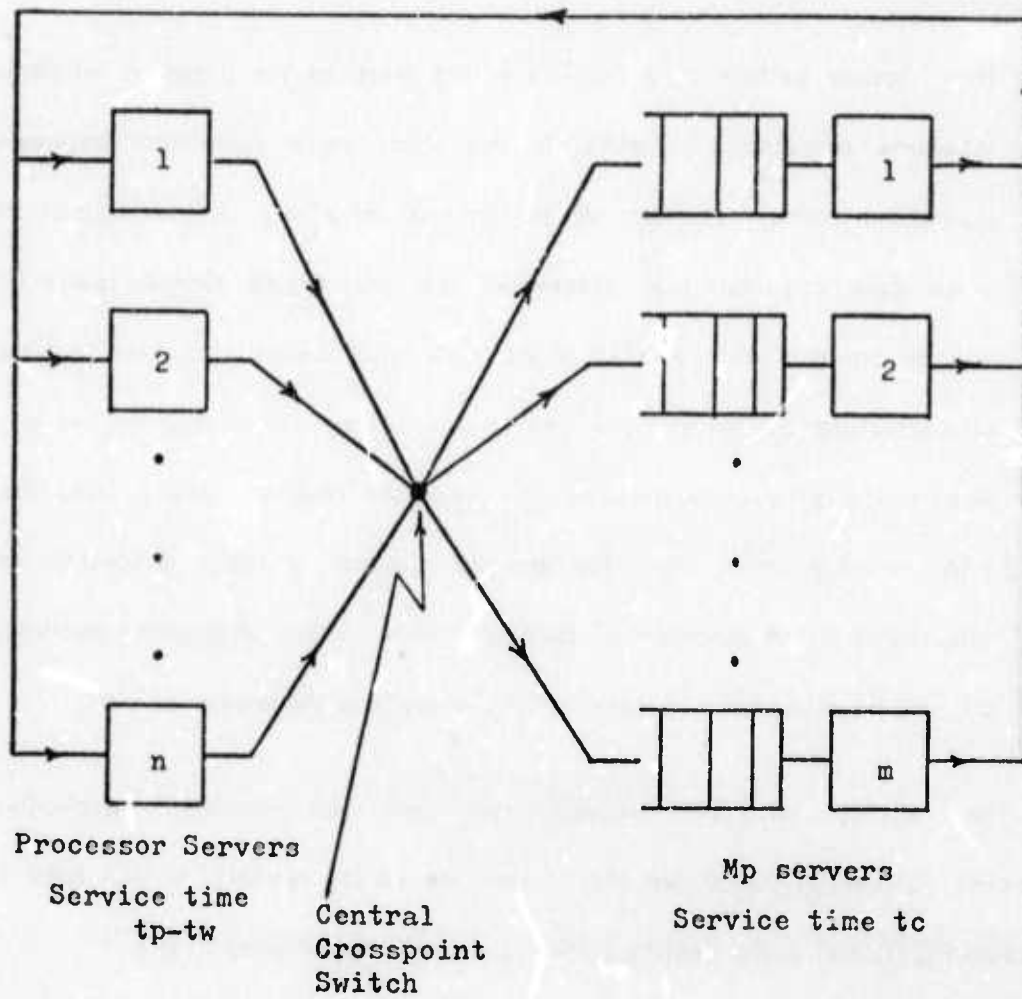 1
1
2
2
n
m
Processor Servers
Service time
tp-tw
Central
Crosspoint
Switch
Mp servers
Service time tc